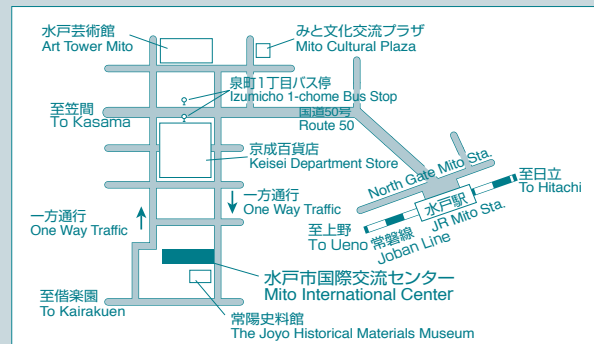 水戸芸術館
Art Tower Mito
みと文化交流プラザ
Mito Cultural Plaza
泉町1丁目バス停
Izumicho 1-chome Bus Stop
至笠間
To Kasama
国道50号
Route 50
京成百貨店
Keisei Department Store
North Gate Mito Sta.
至日立
To Hitachi
水戸駅
JR Mito Sta.
一方通行
One Way Traffic
一方通行
One Way Traffic
至上野
To Ueno
常磐線
Joban Line
水戸市国際交流センター
Mito International Center
至偕楽園
To Kairakuen
常陽史料館
The Joyo Historical Materials Museum